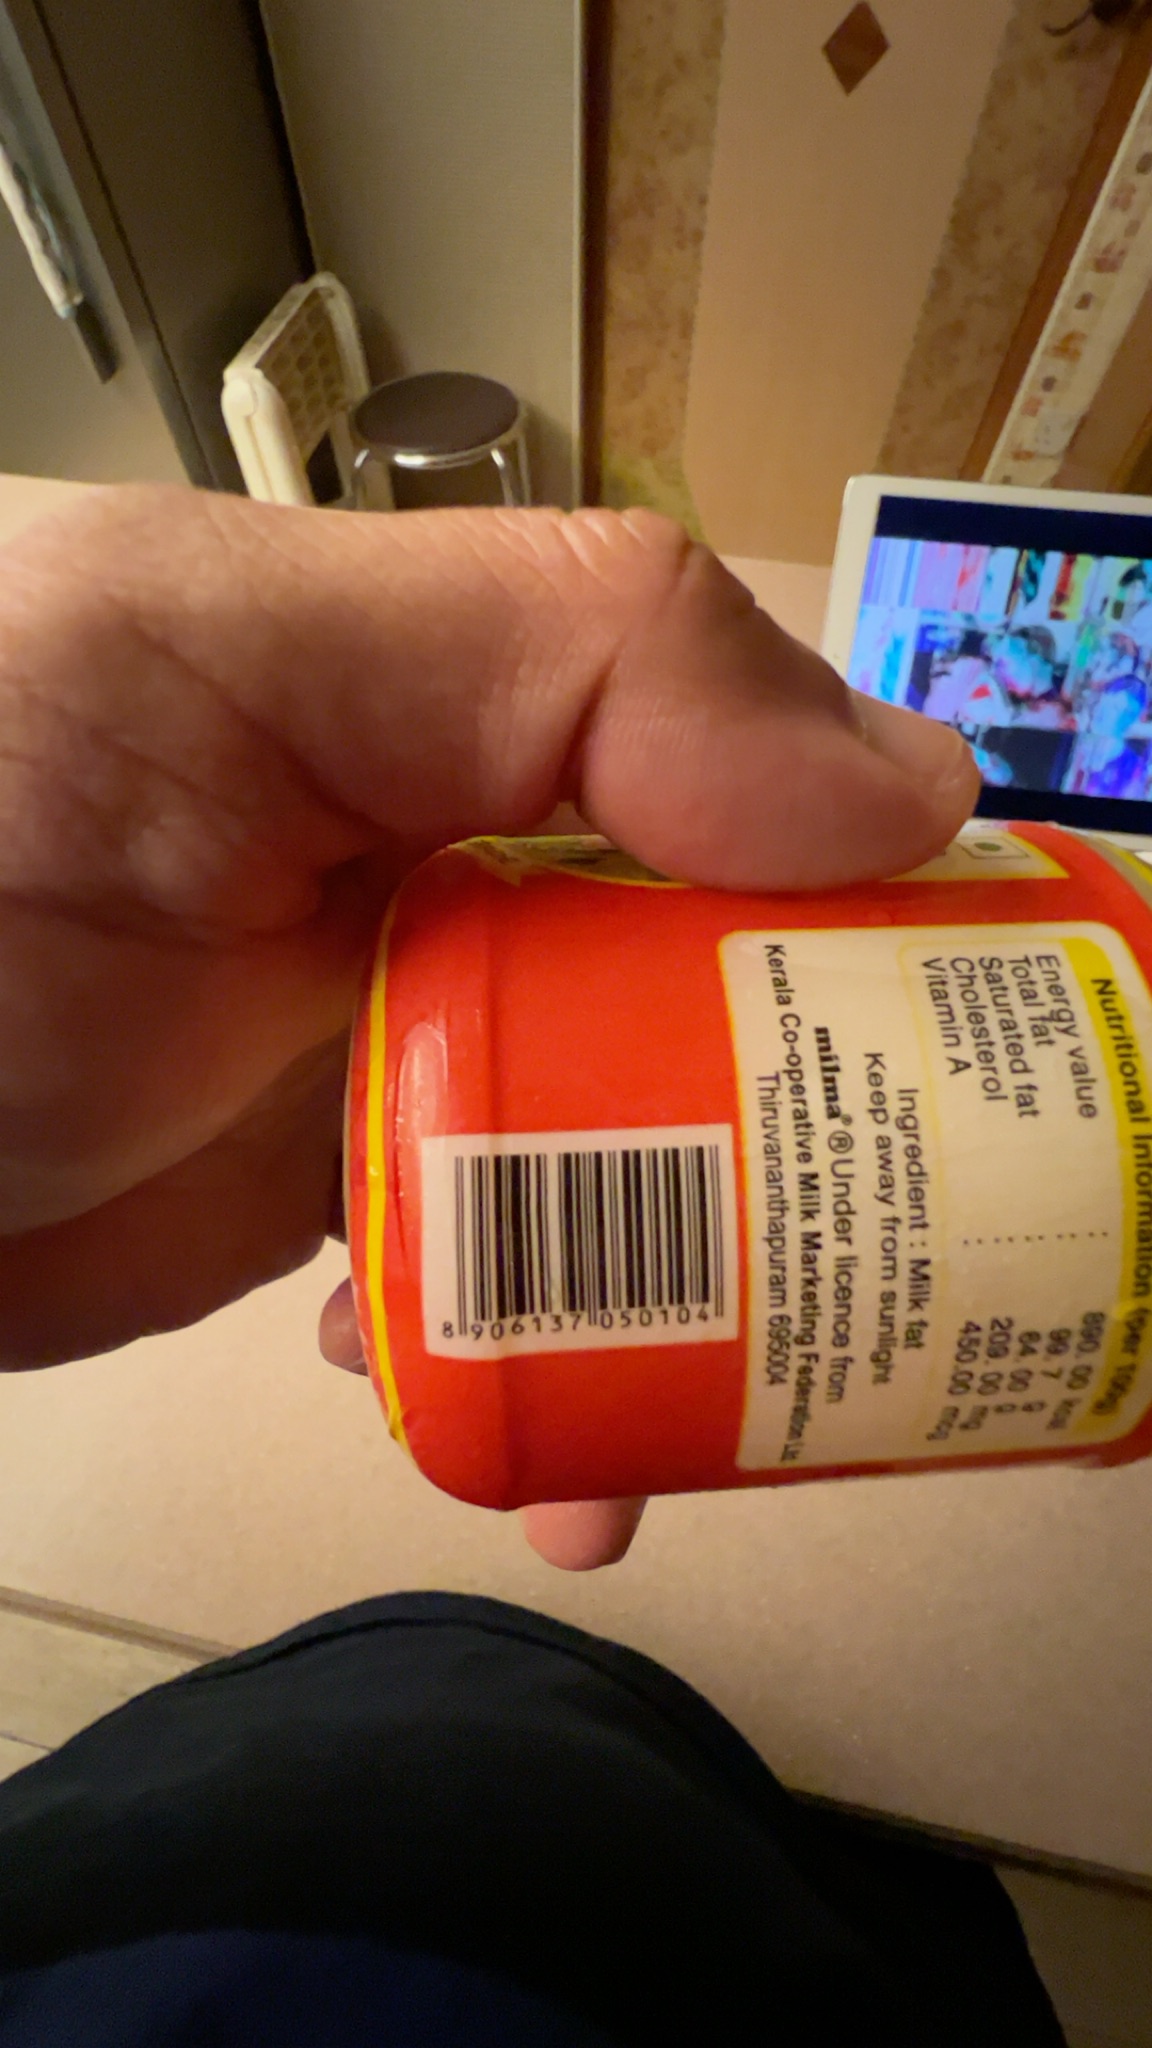 Nutritional Information (per 100g)
Energy value : 890.00 kcal
Total fat : 99.7 g
Saturated fat : 64.00 g
Cholesterol : 209.00 mg
Vitamin A : 450.00 mcg
Ingredient : Milk fat
Keep away from sunlight
milma® ® Under licence from
Kerala Co-operative Milk Marketing Federation Ltd
Thiruvananthapuram 695004
8 906137 050104